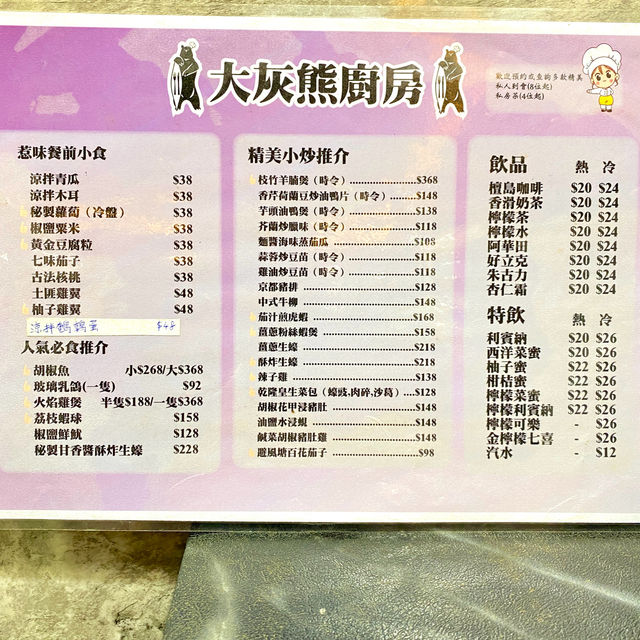 大灰熊廚房
歡迎預約或查詢多款精美
私人到會(8位起)
私房菜(4位起)
惹味餐前小食
涼拌青瓜 $38
涼拌木耳 $38
秘製蘿蔔（冷盤） $38
椒鹽粟米 $38
黃金豆腐粒 $38
七味茄子 $38
古法核桃 $38
土匪雞翼 $48
柚子雞翼 $48
涼拌鵪鶉蛋 $48
人氣必食推介
胡椒魚 小$268/大$368
玻璃乳鴿(一隻) $92
火焰雞煲 半隻$188/一隻$368
荔枝蝦球 $158
椒鹽鮮魷 $128
秘製甘香醬酥炸生蠔 $228
精美小炒推介
枝竹羊腩煲（時令）$368
香芹荷蘭豆炒油鴨片（時令）$148
芋頭油鴨煲（時令）$138
芥蘭炒臘味（時令）$118
麵醬海味蒸茄瓜 $108
蒜蓉炒豆苗（時令）$118
雞油炒豆苗（時令）$118
京都豬排 $128
中式牛柳 $148
茄汁煎虎蝦 $168
薑蔥粉絲蝦煲 $158
薑蔥生蠔 $218
酥炸生蠔 $218
辣子雞 $138
乾隆皇生菜包（蠔豉,肉碎,沙葛）$128
胡椒花甲浸豬肚 $148
油鹽水浸蜆 $148
鹹菜胡椒豬肚雞 $148
避風塘百花茄子 $98
飲品 熱 冷
檀島咖啡 $20 $24
香滑奶茶 $20 $24
檸檬茶 $20 $24
檸檬水 $20 $24
阿華田 $20 $24
好立克 $20 $24
朱古力 $20 $24
杏仁霜 $20 $24
特飲 熱 冷
利賓納 $20 $26
西洋菜蜜 $20 $26
柚子蜜 $22 $26
柑桔蜜 $22 $26
檸檬菜蜜 $22 $26
檸檬利賓納 $22 $26
檸檬可樂 - $26
金檸檬七喜 - $26
汽水 - $12